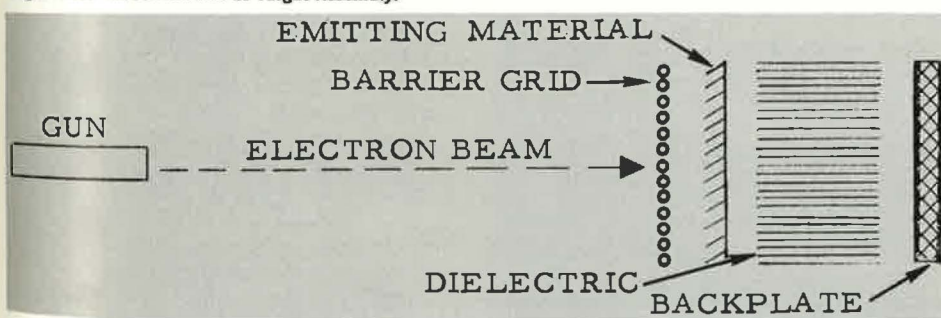 EMITTING MATERIAL
BARRIER GRID
GUN
ELECTRON BEAM
DIELECTRIC
BACKPLATE